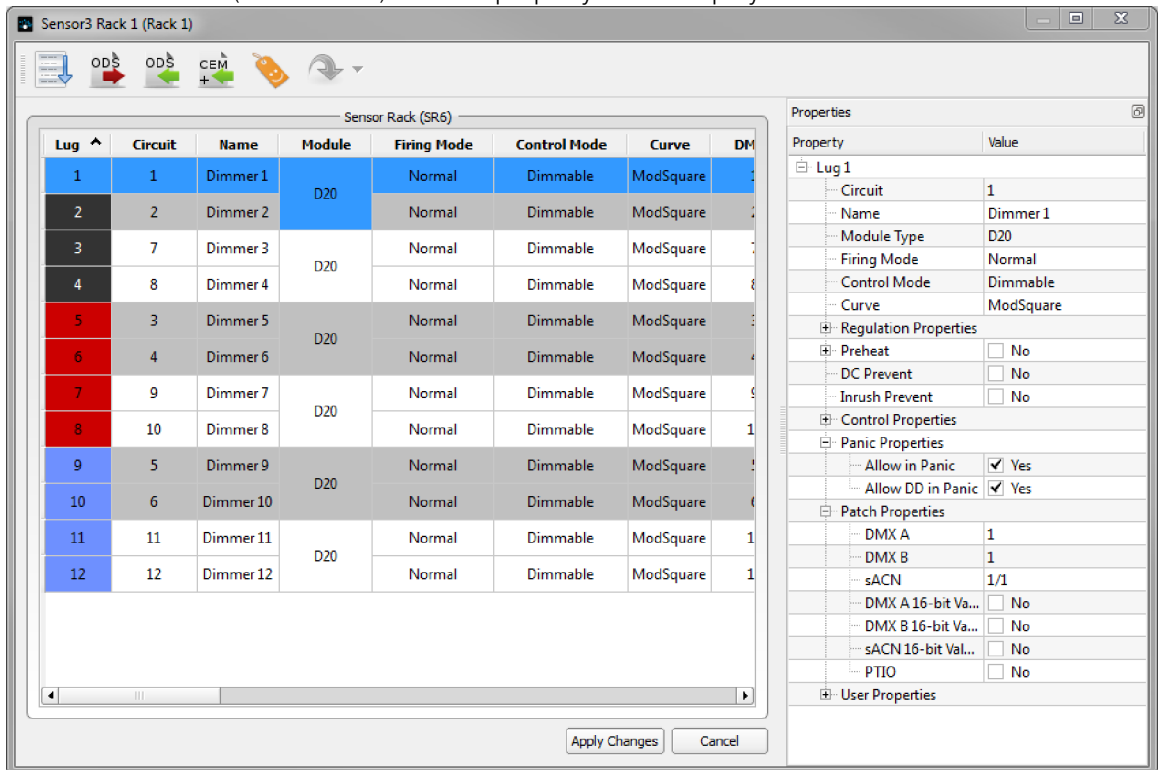 Sensor3 Rack 1 (Rack 1)
ODS ODS CEM +
Sensor Rack (SR6)
Lug Circuit Name Module Firing Mode Control Mode Curve DM
1 1 Dimmer 1 D20 Normal Dimmable ModSquare
2 2 Dimmer 2 Normal Dimmable ModSquare
3 7 Dimmer 3 D20 Normal Dimmable ModSquare
4 8 Dimmer 4 Normal Dimmable ModSquare
5 3 Dimmer 5 D20 Normal Dimmable ModSquare
6 4 Dimmer 6 Normal Dimmable ModSquare
7 9 Dimmer 7 D20 Normal Dimmable ModSquare
8 10 Dimmer 8 Normal Dimmable ModSquare 1
9 5 Dimmer 9 D20 Normal Dimmable ModSquare
10 6 Dimmer 10 Normal Dimmable ModSquare
11 11 Dimmer 11 D20 Normal Dimmable ModSquare 1
12 12 Dimmer 12 Normal Dimmable ModSquare 1
Apply Changes Cancel
Properties
Property Value
Lug 1
Circuit 1
Name Dimmer 1
Module Type D20
Firing Mode Normal
Control Mode Dimmable
Curve ModSquare
Regulation Properties
Preheat No
DC Prevent No
Inrush Prevent No
Control Properties
Panic Properties
Allow in Panic Yes
Allow DD in Panic Yes
Patch Properties
DMX A 1
DMX B 1
sACN 1/1
DMX A 16-bit Va... No
DMX B 16-bit Va... No
sACN 16-bit Val... No
PTIO No
User Properties